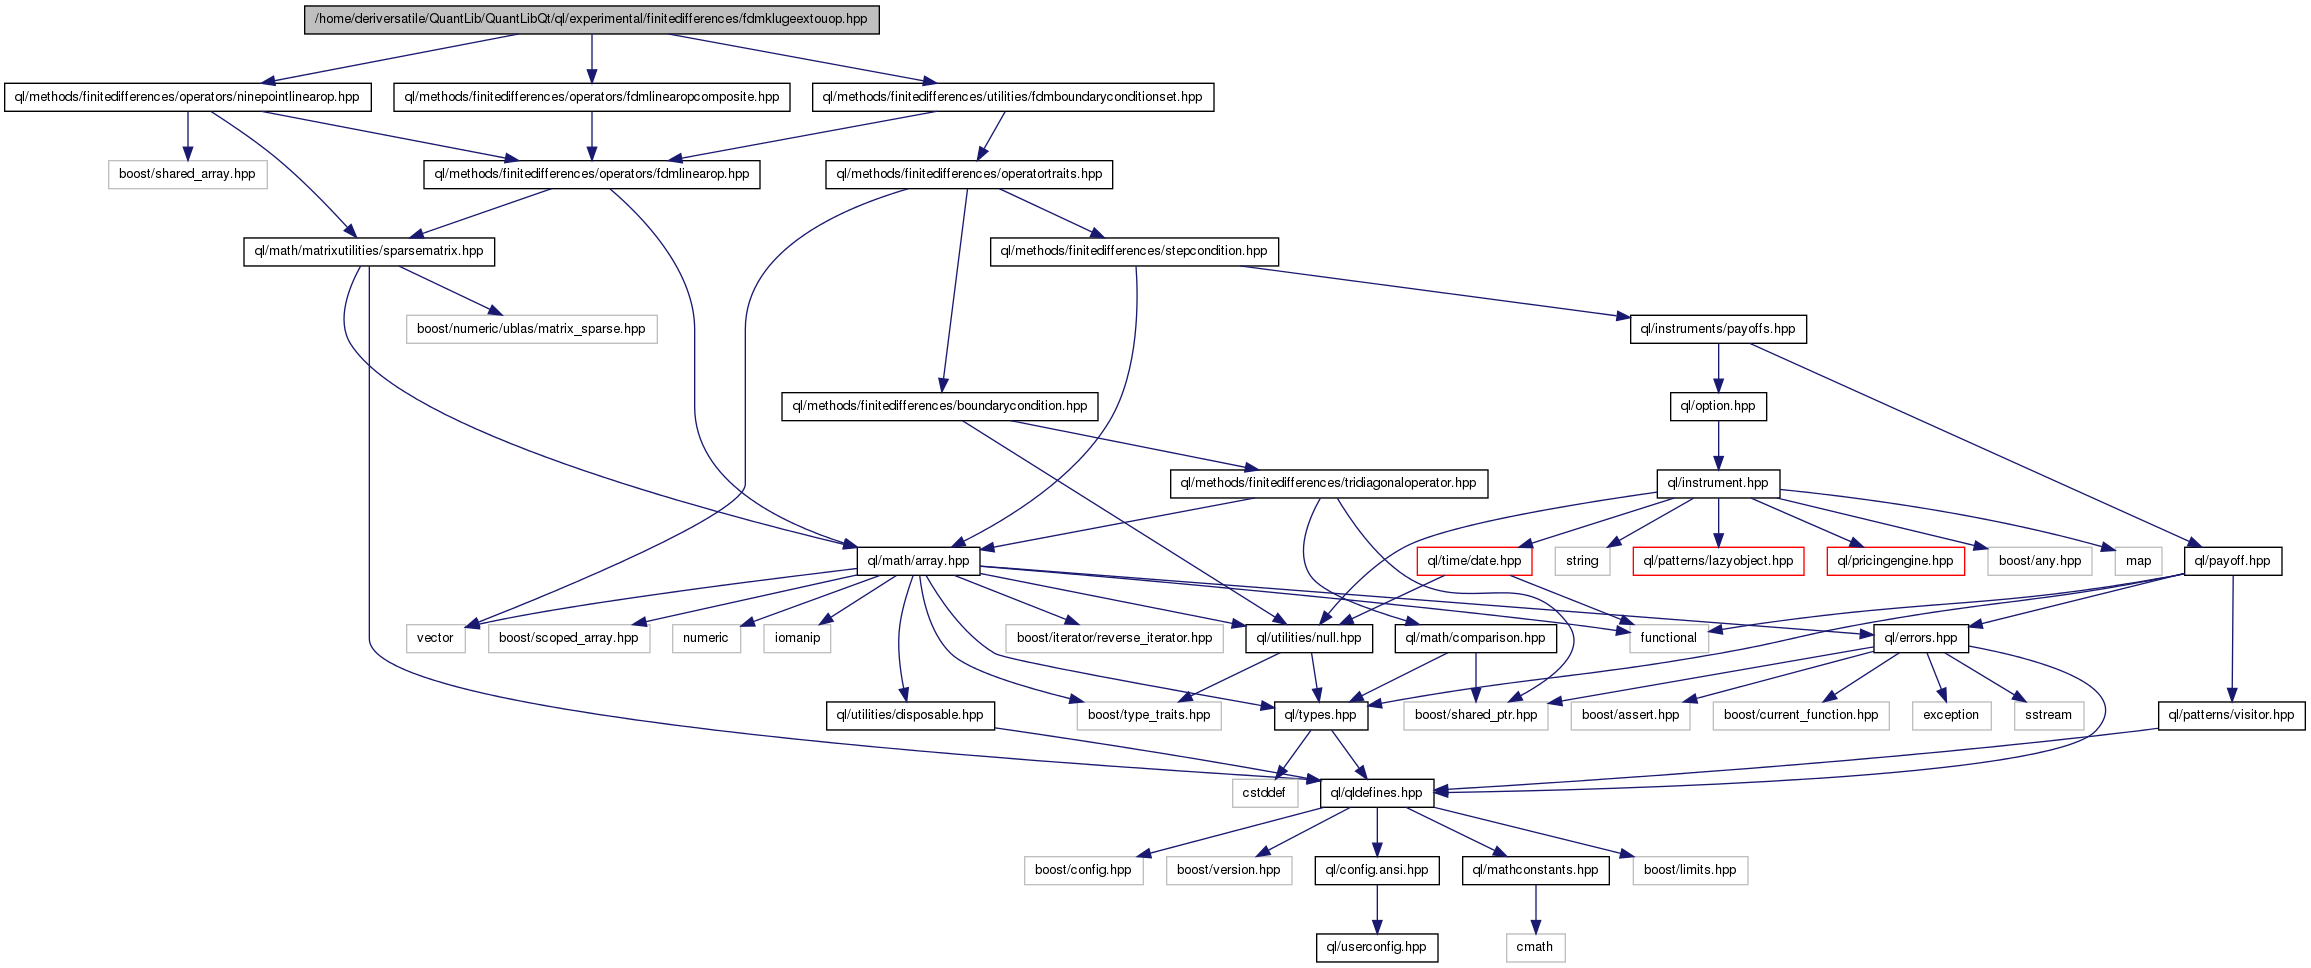 /home/deriversatile/QuantLib/QuantLibQt/ql/experimental/finitedifferences/fdmklugeextouop.hpp
ql/methods/finitedifferences/operators/ninepointlinearop.hpp
ql/methods/finitedifferences/operators/fdmlinearopcomposite.hpp
ql/methods/finitedifferences/utilities/fdmboundaryconditionset.hpp
boost/shared_array.hpp
ql/methods/finitedifferences/operators/fdmlinearop.hpp
ql/methods/finitedifferences/operatortraits.hpp
ql/math/matrixutilities/sparsematrix.hpp
ql/methods/finitedifferences/stepcondition.hpp
boost/numeric/ublas/matrix_sparse.hpp
ql/instruments/payoffs.hpp
ql/methods/finitedifferences/boundarycondition.hpp
ql/option.hpp
ql/methods/finitedifferences/tridiagonaloperator.hpp
ql/instrument.hpp
ql/math/array.hpp
ql/time/date.hpp
string
ql/patterns/lazyobject.hpp
ql/pricingengine.hpp
boost/any.hpp
map
ql/payoff.hpp
vector
boost/scoped_array.hpp
numeric
iomanip
boost/iterator/reverse_iterator.hpp
ql/utilities/null.hpp
ql/math/comparison.hpp
functional
ql/errors.hpp
ql/utilities/disposable.hpp
boost/type_traits.hpp
ql/types.hpp
boost/shared_ptr.hpp
boost/assert.hpp
boost/current_function.hpp
exception
sstream
ql/patterns/visitor.hpp
cstddef
ql/qldefines.hpp
boost/config.hpp
boost/version.hpp
ql/config.ansi.hpp
ql/mathconstants.hpp
boost/limits.hpp
ql/userconfig.hpp
cmath